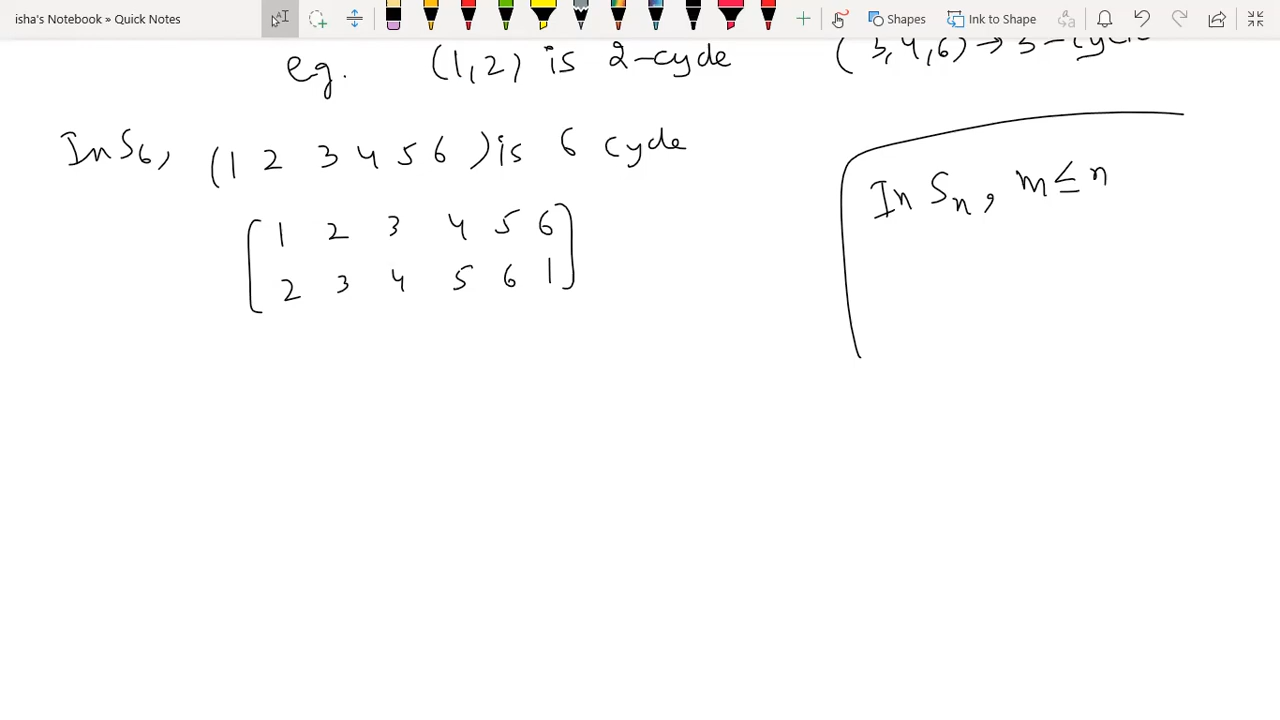 isha's Notebook » Quick Notes
Shapes
Ink to Shape
eg. (1,2) is 2-cycle
(3,4,6) → 3-cycle
In S6, (1 2 3 4 5 6) is 6 cycle
[1 2 3 4 5 6
2 3 4 5 6 1]
In Sn, m ≤ n